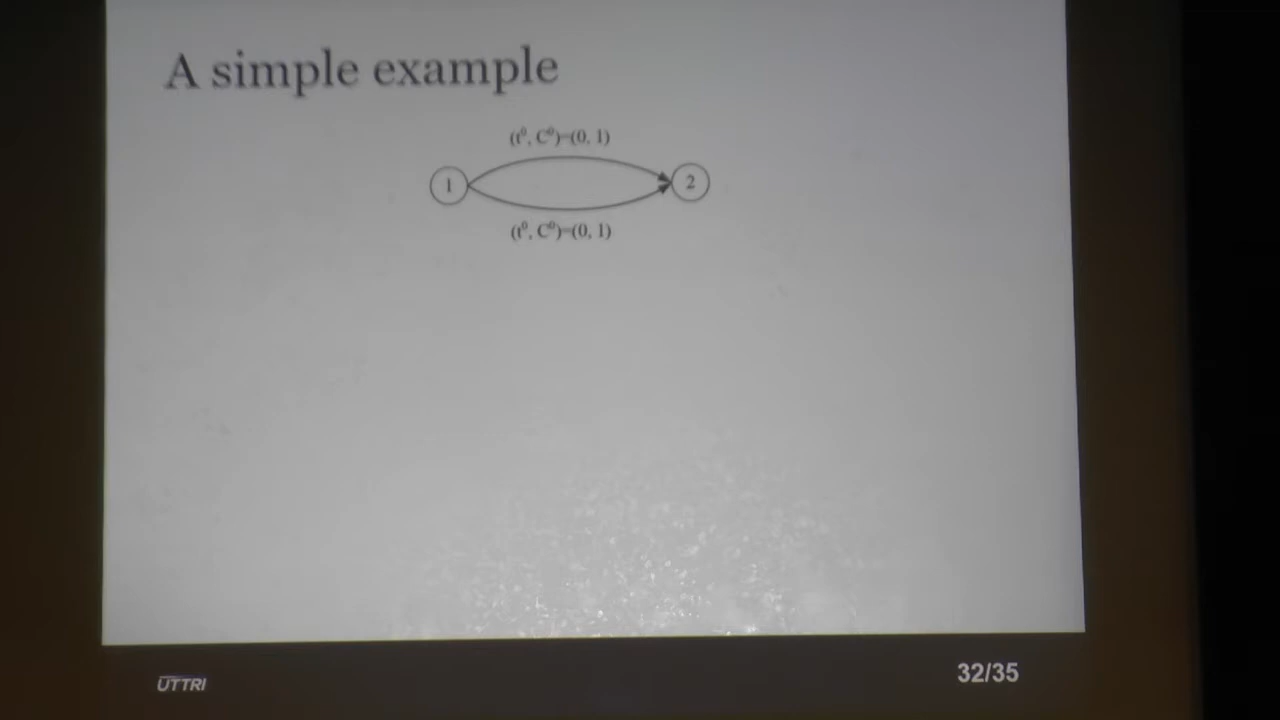 A simple example
(t⁰, C⁰)=(0, 1)
1
2
(t⁰, C⁰)=(0, 1)
UTTRI
32/35